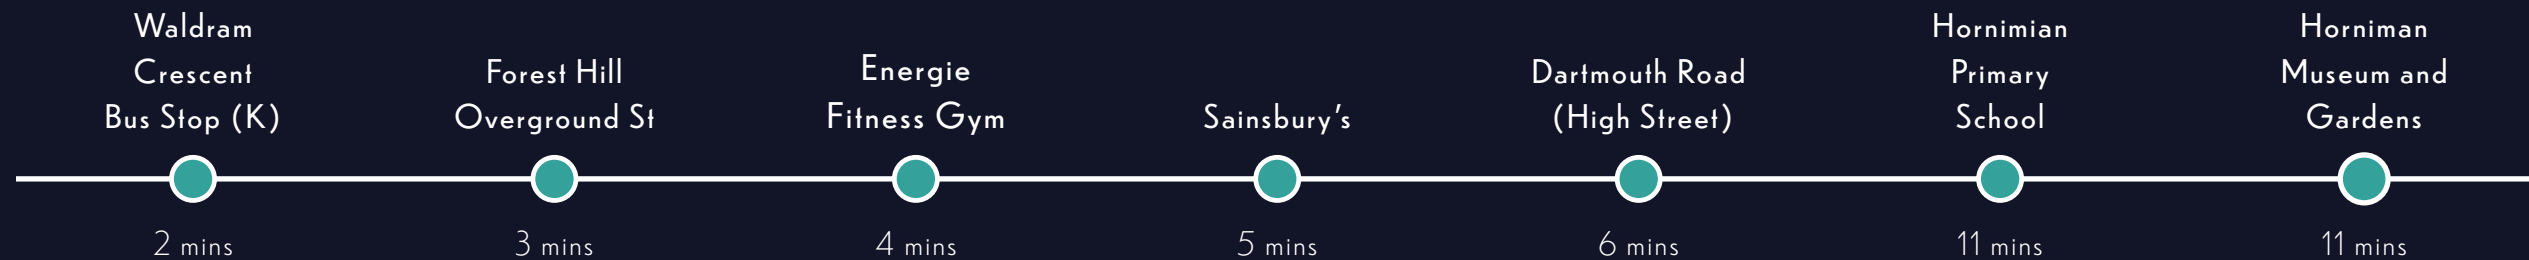 Waldram
Crescent
Bus Stop (K)
2 mins
Forest Hill
Overground St
3 mins
Energie
Fitness Gym
4 mins
Sainsbury's
5 mins
Dartmouth Road
(High Street)
6 mins
Hornimian
Primary
School
11 mins
Horniman
Museum and
Gardens
11 mins